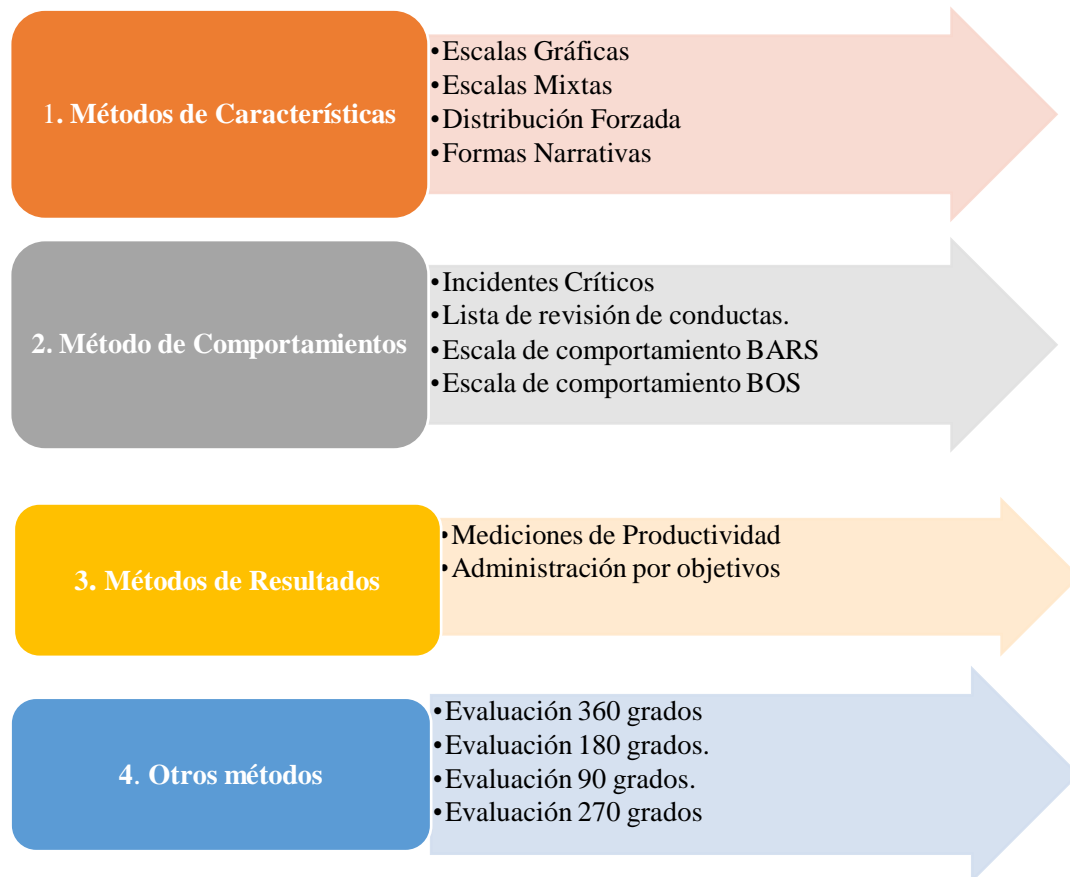 1. Métodos de Características
•Escalas Gráficas
•Escalas Mixtas
•Distribución Forzada
•Formas Narrativas
2. Método de Comportamientos
•Incidentes Críticos
•Lista de revisión de conductas.
•Escala de comportamiento BARS
•Escala de comportamiento BOS
3. Métodos de Resultados
•Mediciones de Productividad
•Administración por objetivos
4. Otros métodos
•Evaluación 360 grados
•Evaluación 180 grados.
•Evaluación 90 grados.
•Evaluación 270 grados